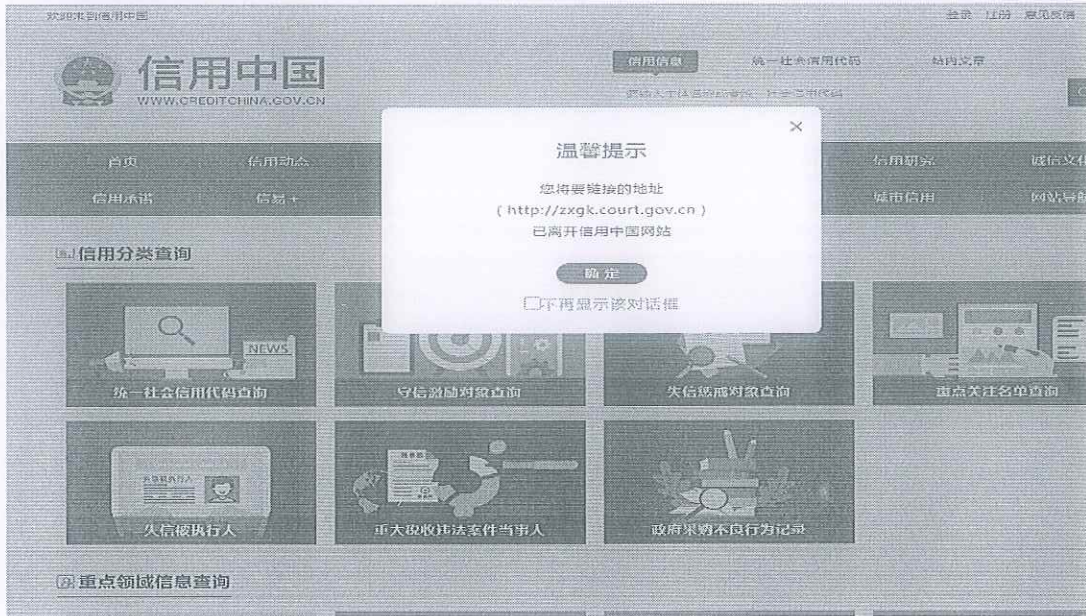 欢迎来到信用中国
登录 注册 意见反馈
信用中国
WWW.CREDITCHINA.GOV.CN
信用信息 统一社会信用代码 站内文章
×
温馨提示
您将要链接的地址
( http://zxgk.court.gov.cn )
已离开信用中国网站
确定
不再显示该对话框
首页 信用动态 信用研究 诚信文化
信用承诺 信易+ 城市信用 网站导航
信用分类查询
NEWS
统一社会信用代码查询 守信激励对象查询 失信惩戒对象查询 重点关注名单查询
失信被执行人 重大税收违法案件当事人 政府采购不良行为记录
重点领域信息查询